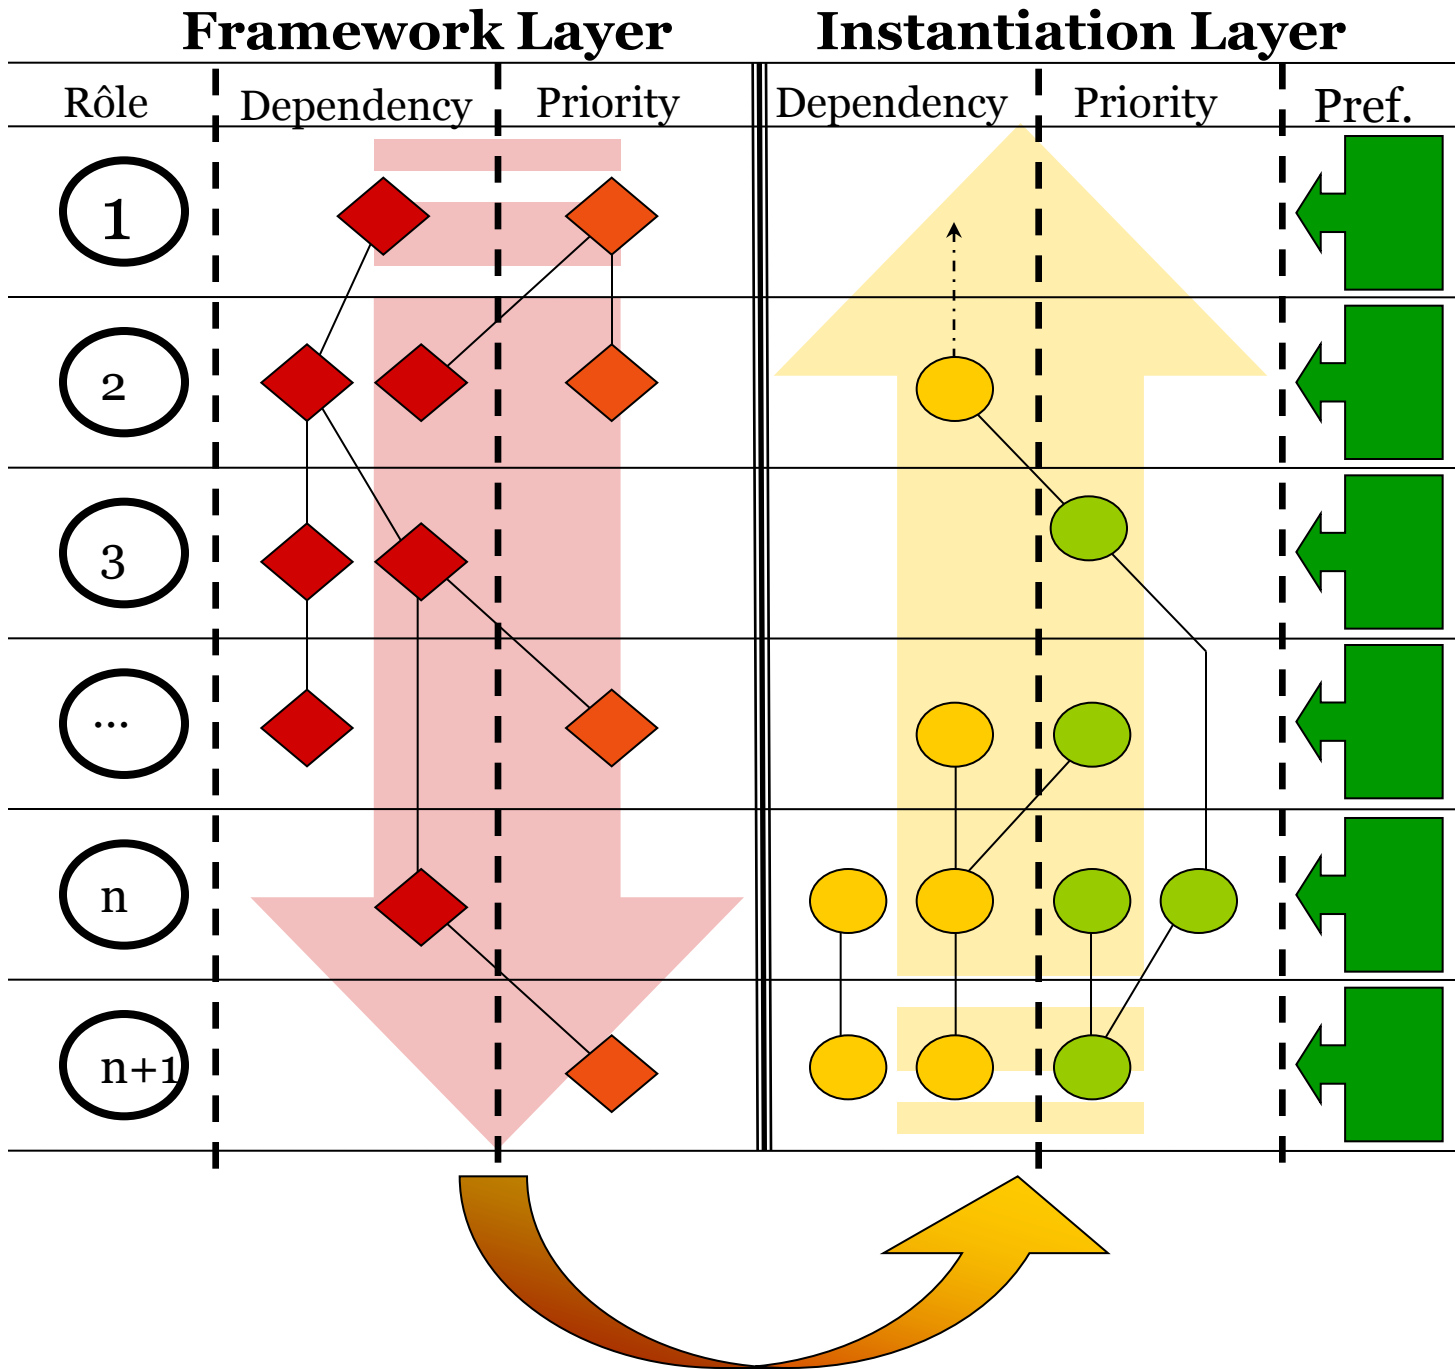 Framework Layer Instantiation Layer
Rôle Dependency Priority Dependency Priority Pref.
1
2
3
...
n
n+1